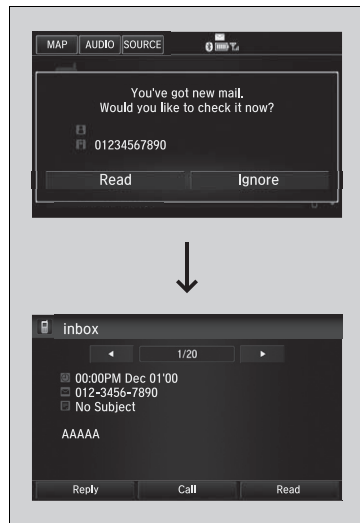 MAP AUDIO SOURCE
You've got new mail.
Would you like to check it now?
01234567890
Read Ignore
inbox
1/20
00:00PM Dec 01'00
012-3456-7890
No Subject
AAAAA
Reply Call Read